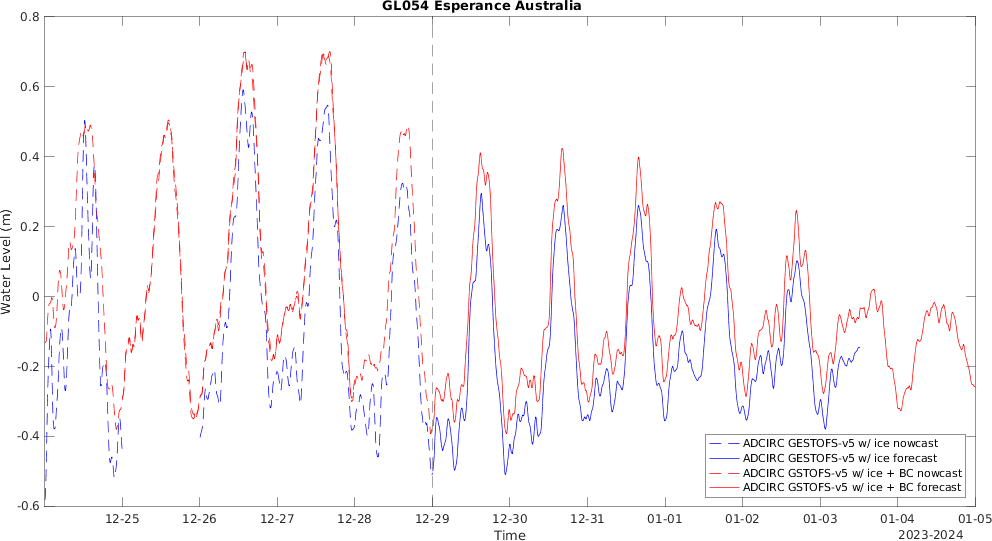 GL054 Esperance Australia
0.8
0.6
0.4
0.2
0
-0.2
-0.4
-0.6
Water Level (m)
12-25 12-26 12-27 12-28 12-29 12-30 12-31 01-01 01-02 01-03 01-04 01-05
Time
2023-2024
ADCIRC GESTOFS-v5 w/ ice nowcast
ADCIRC GESTOFS-v5 w/ ice forecast
ADCIRC GSTOFS-v5 w/ ice + BC nowcast
ADCIRC GSTOFS-v5 w/ ice + BC forecast